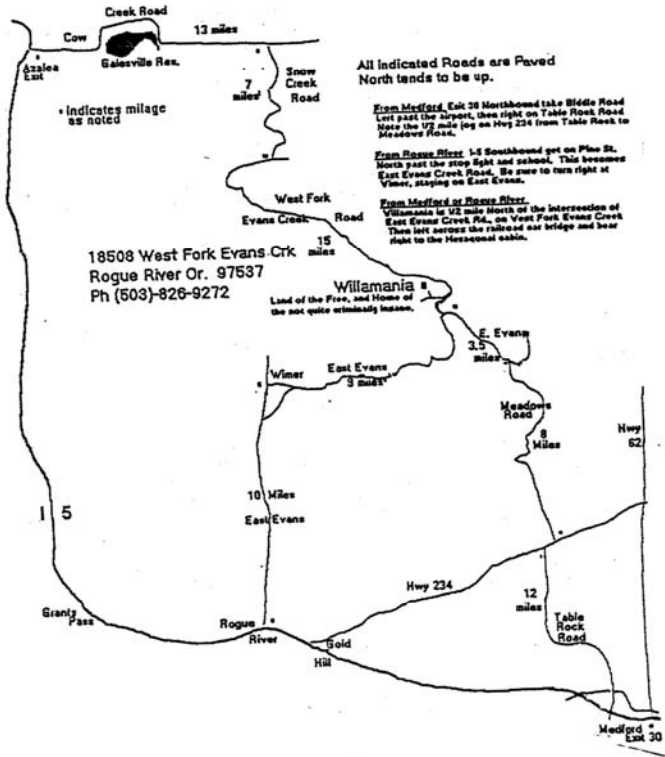 Creek Road
Cow
13 miles
Azalea
Exit
Galesville Res.
7
miles
Snow
Creek
Road
• Indicates milage
as noted
All Indicated Roads are Paved
North tends to be up.
From Medford Exit 30 Northbound take Biddle Road
Left past the airport, then right on Table Rock Road
Note the 1/2 mile jog on Hwy 234 from Table Rock to
Meadows Road.
From Rogue River I-5 Southbound get on Pine St.
North past the stop light and school. This becomes
East Evans Creek Road. Be sure to turn right at
Wimer, staying on East Evans.
From Medford or Rogue River
Willamania is 1/2 mile North of the intersection of
East Evans Creek Rd., on West Fork Evans Creek
Then left across the railroad car bridge and bear
right to the Hexagonal cabin.
West Fork
Evans Creek Road
15
miles
18508 West Fork Evans Crk
Rogue River Or. 97537
Ph (503)-826-9272
Willamania
Land of the Free, and Home of
the not quite criminally insane.
E. Evans
3.5
miles
Wimer
East Evans
9 miles
Meadows
Road
8
Miles
Hwy
62
10 Miles
East Evans
I 5
Hwy 234
12
miles
Table
Rock
Road
Grants
Pass
Rogue
River
Gold
Hill
Medford
Exit 30